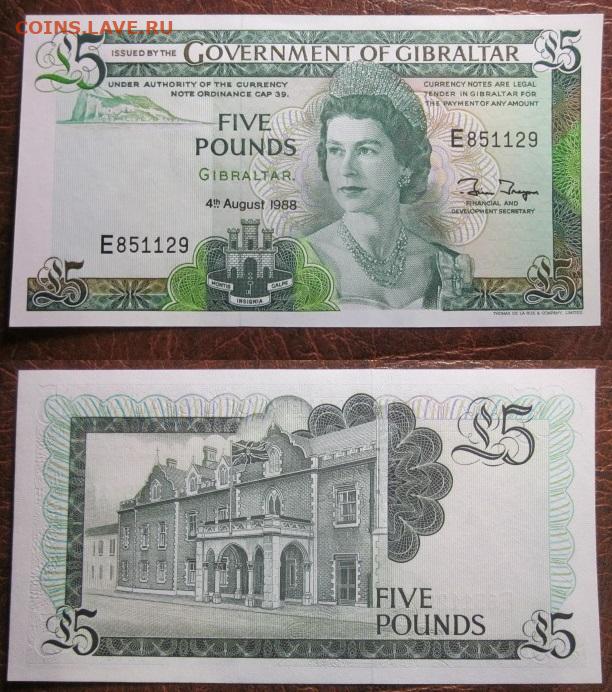 COINS.LAVE.RU
£5 ISSUED BY THE GOVERNMENT OF GIBRALTAR £5
UNDER AUTHORITY OF THE CURRENCY
NOTE ORDINANCE CAP 39.
CURRENCY NOTES ARE LEGAL
TENDER IN GIBRALTAR FOR
THE PAYMENT OF ANY AMOUNT
FIVE
POUNDS
GIBRALTAR.
4th August 1988
E851129
FINANCIAL AND
DEVELOPMENT SECRETARY
E851129
MONTIS CALPE
INSIGNIA
£5 £5
THOMAS DE LA RUE & COMPANY, LIMITED.
£5
FIVE
POUNDS
£5 £5